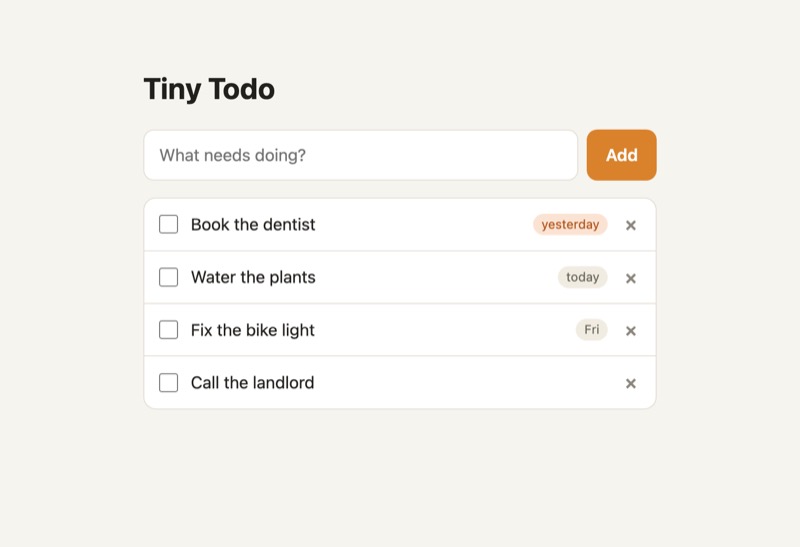 Tiny Todo
What needs doing?
Add
Book the dentist yesterday ×
Water the plants today ×
Fix the bike light Fri ×
Call the landlord ×